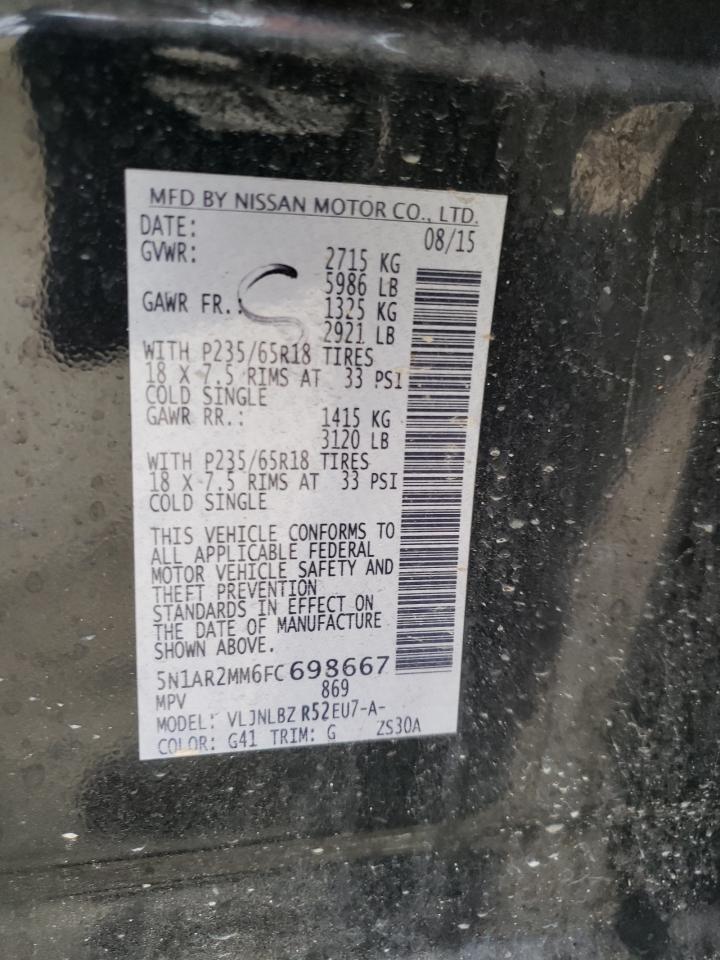 MFD BY NISSAN MOTOR CO., LTD.
DATE: 08/15
GVWR: 2715 KG
5986 LB
GAWR FR.: 1325 KG
2921 LB
WITH P235/65R18 TIRES
18 X 7.5 RIMS AT 33 PSI
COLD SINGLE
GAWR RR.: 1415 KG
3120 LB
WITH P235/65R18 TIRES
18 X 7.5 RIMS AT 33 PSI
COLD SINGLE
THIS VEHICLE CONFORMS TO
ALL APPLICABLE FEDERAL
MOTOR VEHICLE SAFETY AND
THEFT PREVENTION
STANDARDS IN EFFECT ON
THE DATE OF MANUFACTURE
SHOWN ABOVE.
5N1AR2MM6FC698667
MPV 869
MODEL: VLJNLBZ R52EU7-A-
COLOR: G41 TRIM: G ZS30A